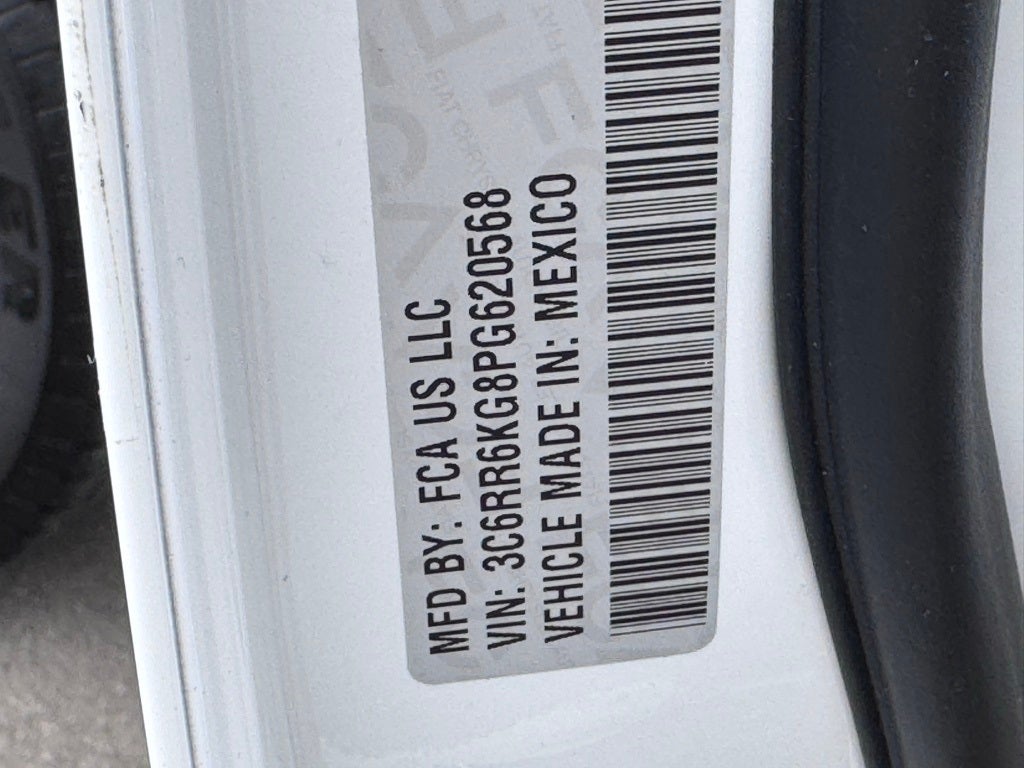 MFD BY: FCA US LLC
VIN: 3C6RR6KG8PG620568
VEHICLE MADE IN: MEXICO